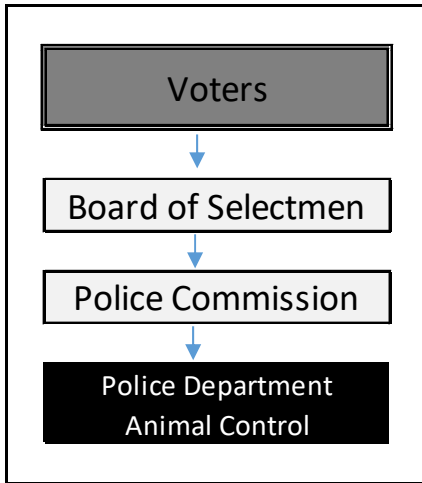 Voters
Board of Selectmen
Police Commission
Police Department
Animal Control